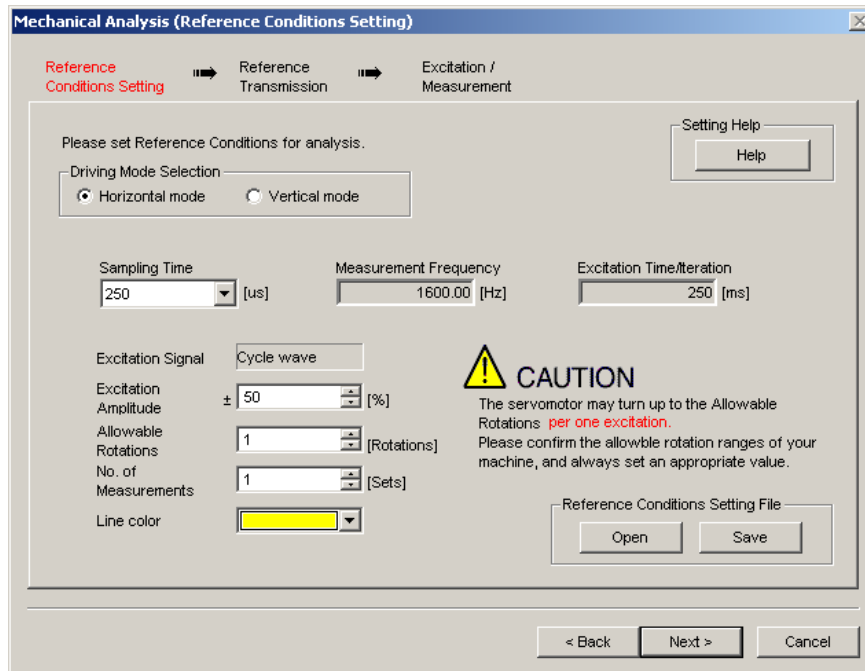 Mechanical Analysis (Reference Conditions Setting)
Reference
Conditions Setting
Reference
Transmission
Excitation /
Measurement
Please set Reference Conditions for analysis.
Setting Help
Help
Driving Mode Selection
Horizontal mode
Vertical mode
Sampling Time
250 [us]
Measurement Frequency
1600.00 [Hz]
Excitation Time/Iteration
250 [ms]
Excitation Signal
Cycle wave
Excitation
Amplitude
± 50 [%]
Allowable
Rotations
1 [Rotations]
No. of
Measurements
1 [Sets]
Line color
CAUTION
The servomotor may turn up to the Allowable
Rotations per one excitation.
Please confirm the allowble rotation ranges of your
machine, and always set an appropriate value.
Reference Conditions Setting File
Open
Save
< Back
Next >
Cancel